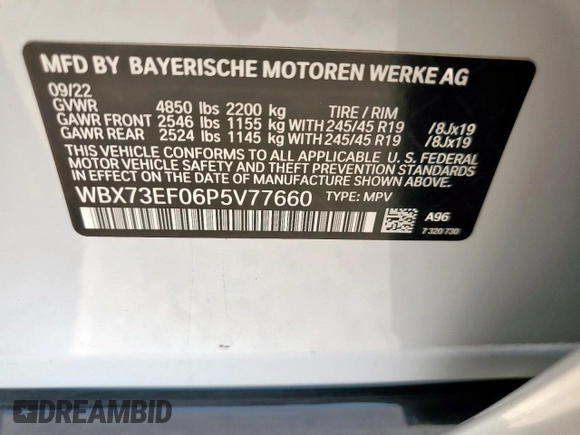 MFD BY BAYERISCHE MOTOREN WERKE AG
09/22
GVWR 4850 lbs 2200 kg TIRE / RIM
GAWR FRONT 2546 lbs 1155 kg WITH 245/45 R19 /8Jx19
GAWR REAR 2524 lbs 1145 kg WITH 245/45 R19 /8Jx19
THIS VEHICLE CONFORMS TO ALL APPLICABLE U. S. FEDERAL
MOTOR VEHICLE SAFETY AND THEFT PREVENTION STANDARDS
IN EFFECT ON THE DATE OF MANUFACTURE SHOWN ABOVE.
WBX73EF06P5V77660 TYPE: MPV
A96
7 320 730
DREAMBID